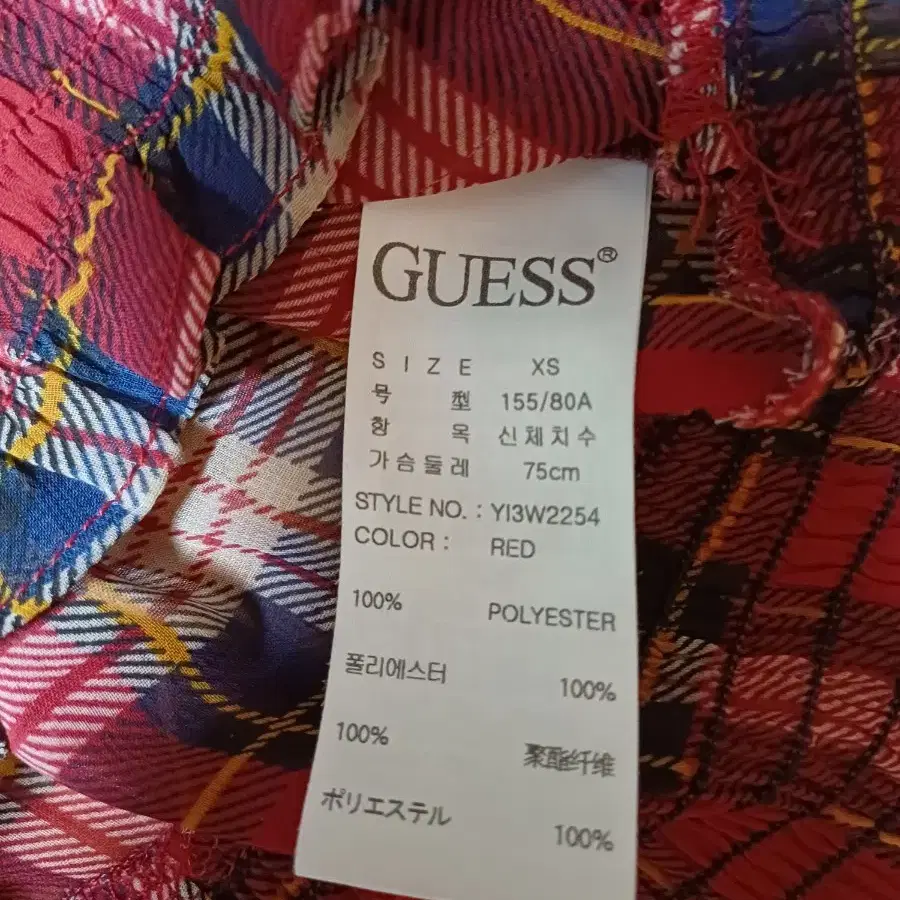 GUESS®
SIZE XS
号型 155/80A
항목 신체치수
가슴둘레 75cm
STYLE NO. : YI3W2254
COLOR : RED
100% POLYESTER
폴리에스터 100%
100% 聚酯纤维
ポリエステル 100%